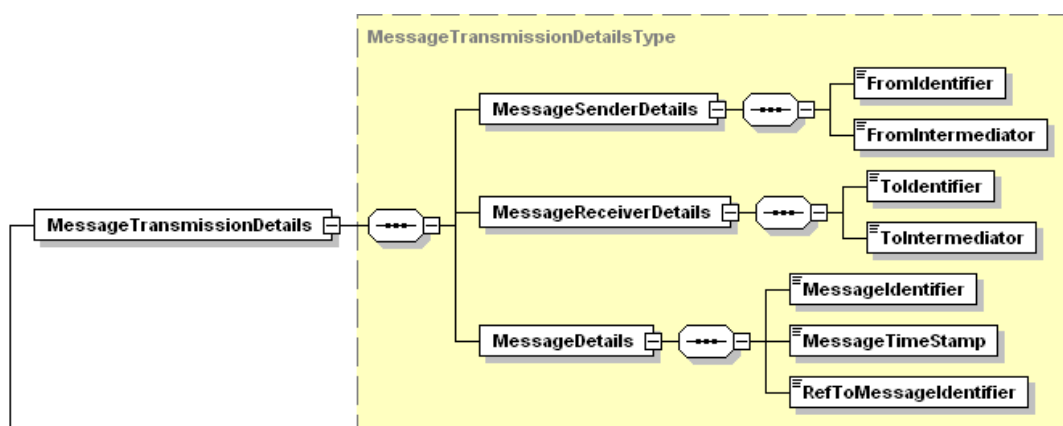 MessageTransmissionDetailsType
MessageTransmissionDetails
MessageSenderDetails
FromIdentifier
FromIntermediator
MessageReceiverDetails
ToIdentifier
ToIntermediator
MessageDetails
MessageIdentifier
MessageTimeStamp
RefToMessageIdentifier